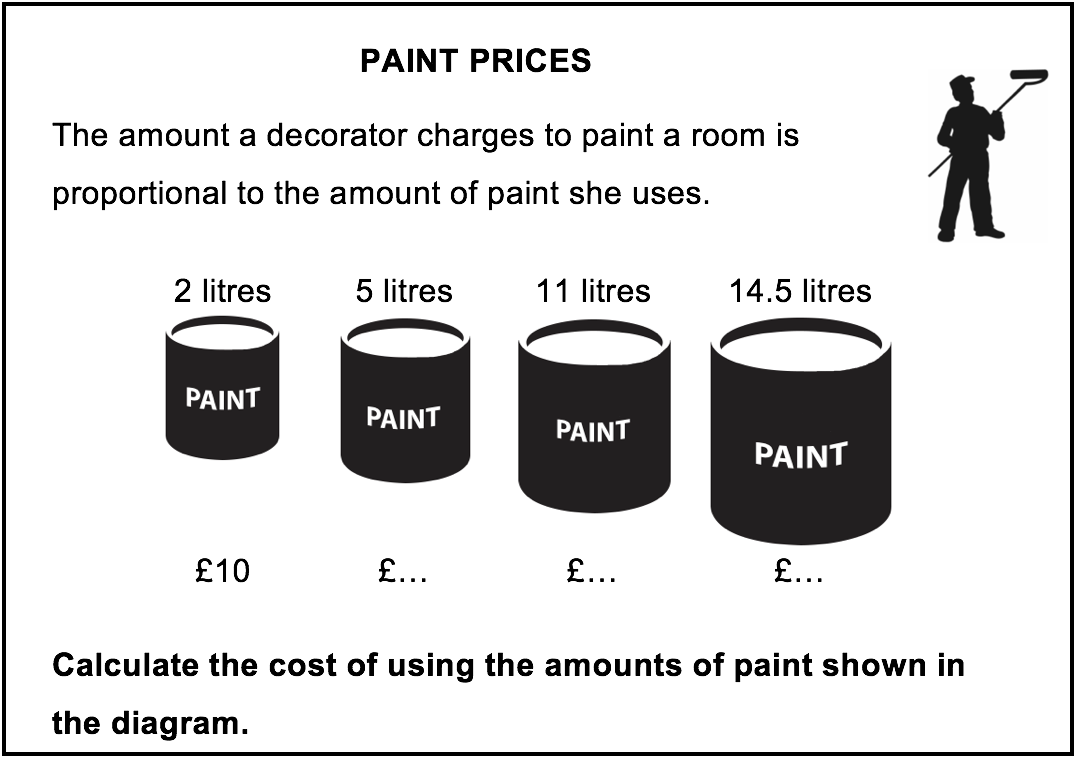 PAINT PRICES
The amount a decorator charges to paint a room is
proportional to the amount of paint she uses.
2 litres 5 litres 11 litres 14.5 litres
PAINT PAINT PAINT PAINT
£10 £... £... £...
Calculate the cost of using the amounts of paint shown in
the diagram.